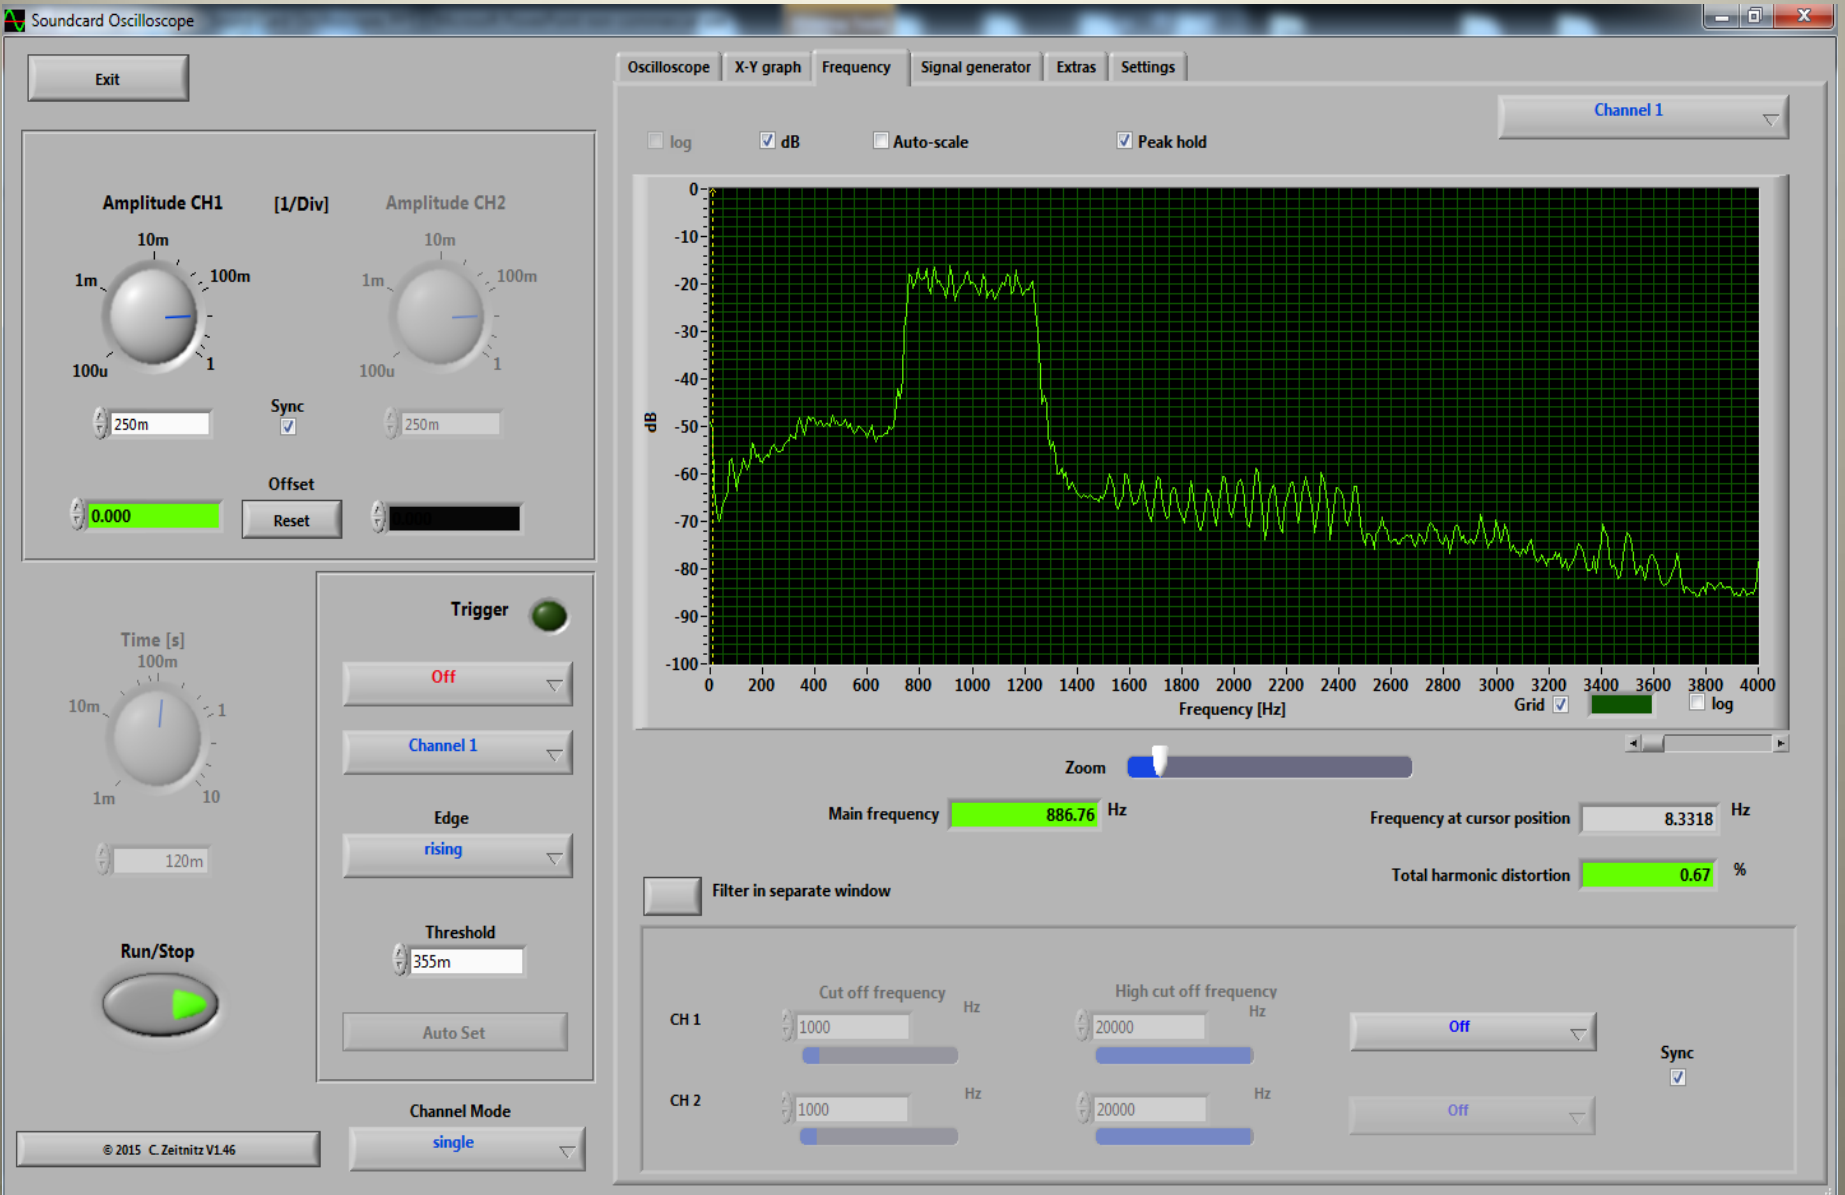 Soundcard Oscilloscope
Exit
Oscilloscope X-Y graph Frequency Signal generator Extras Settings
Channel 1
log dB Auto-scale Peak hold
Amplitude CH1 [1/Div] Amplitude CH2
10m 10m
1m 100m 1m 100m
100u 1 100u 1
Sync
250m 250m
Offset
0.000 Reset 0.000
Trigger
Off
Channel 1
Edge
rising
Threshold
355m
Auto Set
Time [s]
100m
10m 1
1m 10
120m
Run/Stop
Channel Mode
single
© 2015 C. Zeitnitz V1.46
dB
0
-10
-20
-30
-40
-50
-60
-70
-80
-90
-100
0 200 400 600 800 1000 1200 1400 1600 1800 2000 2200 2400 2600 2800 3000 3200 3400 3600 3800 4000
Frequency [Hz]
Grid log
Zoom
Main frequency 886.76 Hz
Frequency at cursor position 8.3318 Hz
Total harmonic distortion 0.67 %
Filter in separate window
Cut off frequency High cut off frequency
CH 1 1000 Hz 20000 Hz Off
Sync
CH 2 1000 Hz 20000 Hz Off